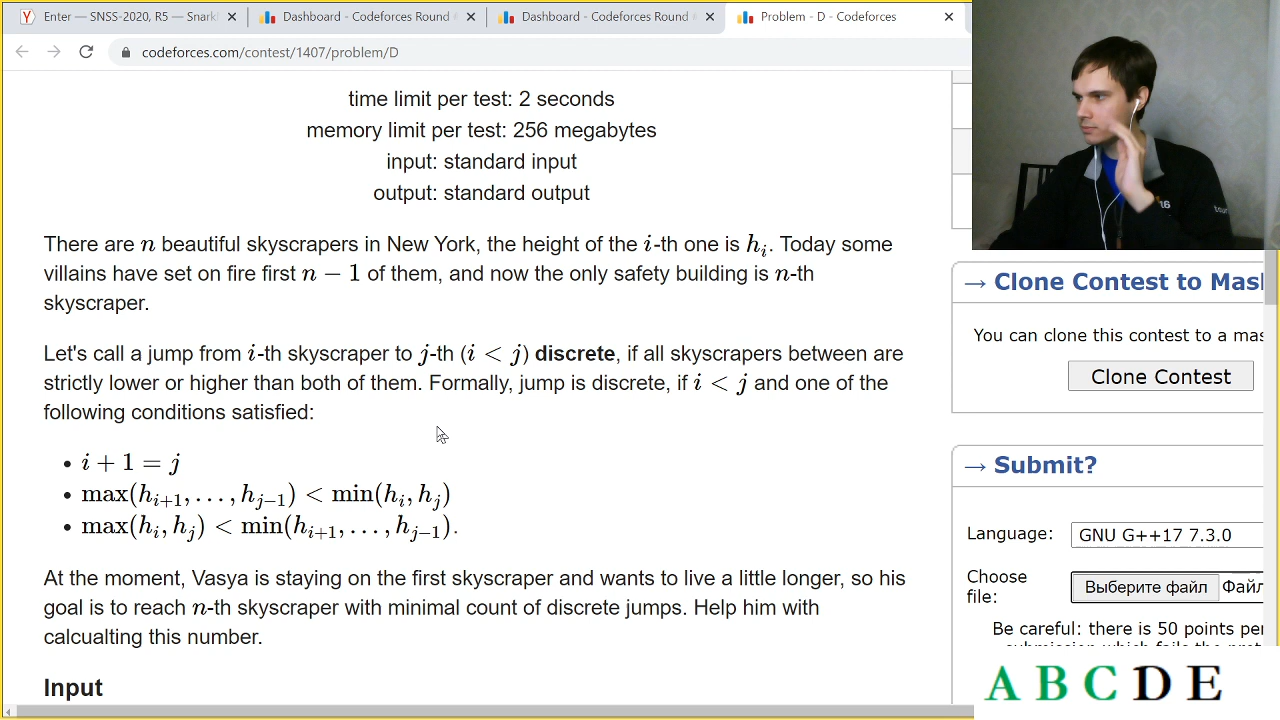 Enter — SNSS-2020, R5 — Snark
Dashboard - Codeforces Round
Dashboard - Codeforces Round
Problem - D - Codeforces
codeforces.com/contest/1407/problem/D
time limit per test: 2 seconds
memory limit per test: 256 megabytes
input: standard input
output: standard output
There are n beautiful skyscrapers in New York, the height of the i-th one is h_i. Today some
villains have set on fire first n − 1 of them, and now the only safety building is n-th
skyscraper.
Let's call a jump from i-th skyscraper to j-th (i < j) discrete, if all skyscrapers between are
strictly lower or higher than both of them. Formally, jump is discrete, if i < j and one of the
following conditions satisfied:
• i + 1 = j
• max(h_{i+1}, …, h_{j−1}) < min(h_i, h_j)
• max(h_i, h_j) < min(h_{i+1}, …, h_{j−1}).
At the moment, Vasya is staying on the first skyscraper and wants to live a little longer, so his
goal is to reach n-th skyscraper with minimal count of discrete jumps. Help him with
calcualting this number.
Input
→ Clone Contest to Mas
You can clone this contest to a mas
Clone Contest
→ Submit?
Language: GNU G++17 7.3.0
Choose
file: Выберите файл Файл
Be careful: there is 50 points per
A B C D E